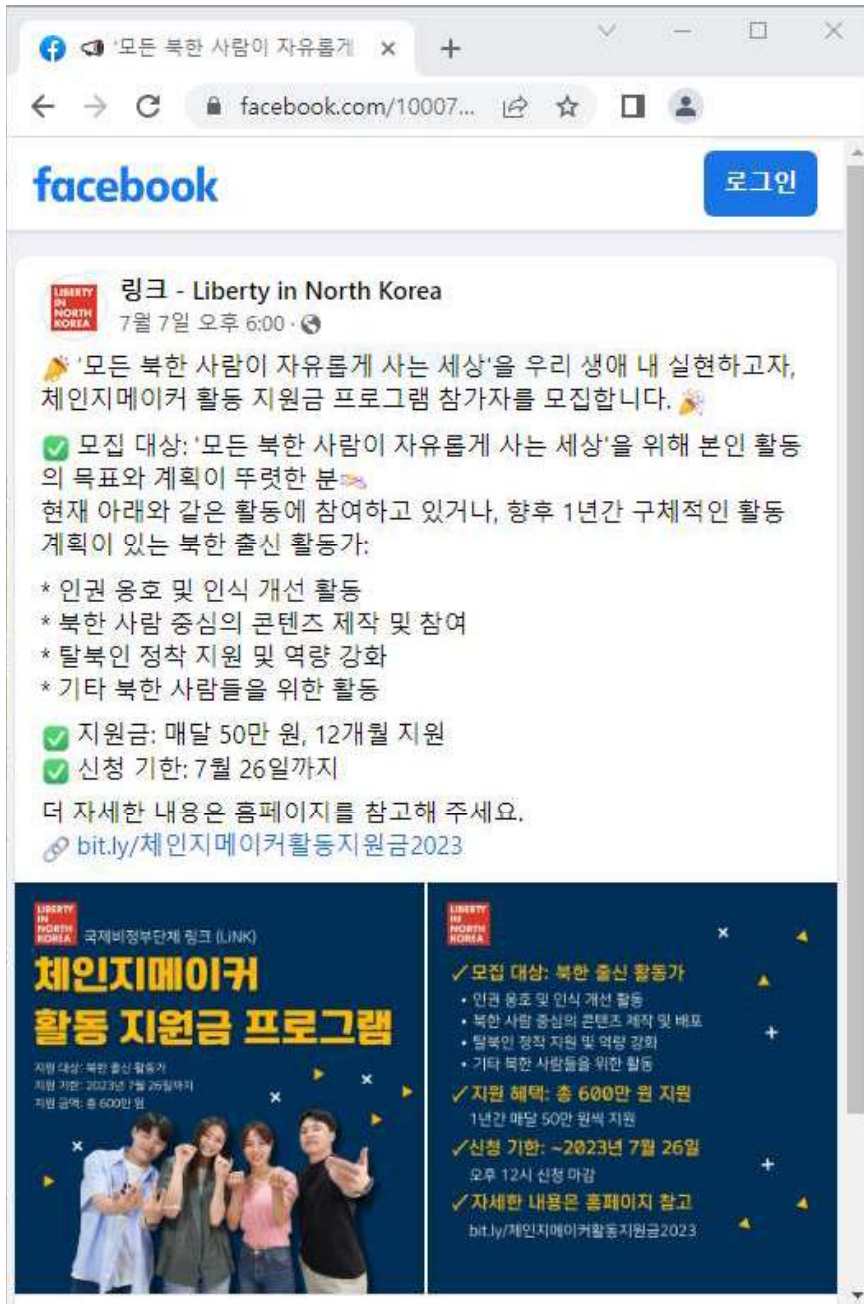 '모든 북한 사람이 자유롭게
facebook.com/10007...
facebook
로그인
LIBERTY IN NORTH KOREA
링크 - Liberty in North Korea
7월 7일 오후 6:00 ·
'모든 북한 사람이 자유롭게 사는 세상'을 우리 생애 내 실현하고자,
체인지메이커 활동 지원금 프로그램 참가자를 모집합니다.
모집 대상: '모든 북한 사람이 자유롭게 사는 세상'을 위해 본인 활동
의 목표와 계획이 뚜렷한 분
현재 아래와 같은 활동에 참여하고 있거나, 향후 1년간 구체적인 활동
계획이 있는 북한 출신 활동가:
* 인권 옹호 및 인식 개선 활동
* 북한 사람 중심의 콘텐츠 제작 및 참여
* 탈북인 정착 지원 및 역량 강화
* 기타 북한 사람들을 위한 활동
지원금: 매달 50만 원, 12개월 지원
신청 기한: 7월 26일까지
더 자세한 내용은 홈페이지를 참고해 주세요.
bit.ly/체인지메이커활동지원금2023
LIBERTY
IN
NORTH
KOREA
국제비정부단체 링크 (LiNK)
체인지메이커
활동 지원금 프로그램
지원 대상: 북한 출신 활동가
지원 기한: 2023년 7월 26일까지
지원 금액: 총 600만 원
LIBERTY
IN
NORTH
KOREA
✓모집 대상: 북한 출신 활동가
• 인권 옹호 및 인식 개선 활동
• 북한 사람 중심의 콘텐츠 제작 및 배포
• 탈북인 정착 지원 및 역량 강화
• 기타 북한 사람들을 위한 활동
✓지원 혜택: 총 600만 원 지원
1년간 매달 50만 원씩 지원
✓신청 기한: ~2023년 7월 26일
오후 12시 신청 마감
✓자세한 내용은 홈페이지 참고
bit.ly/체인지메이커활동지원금2023